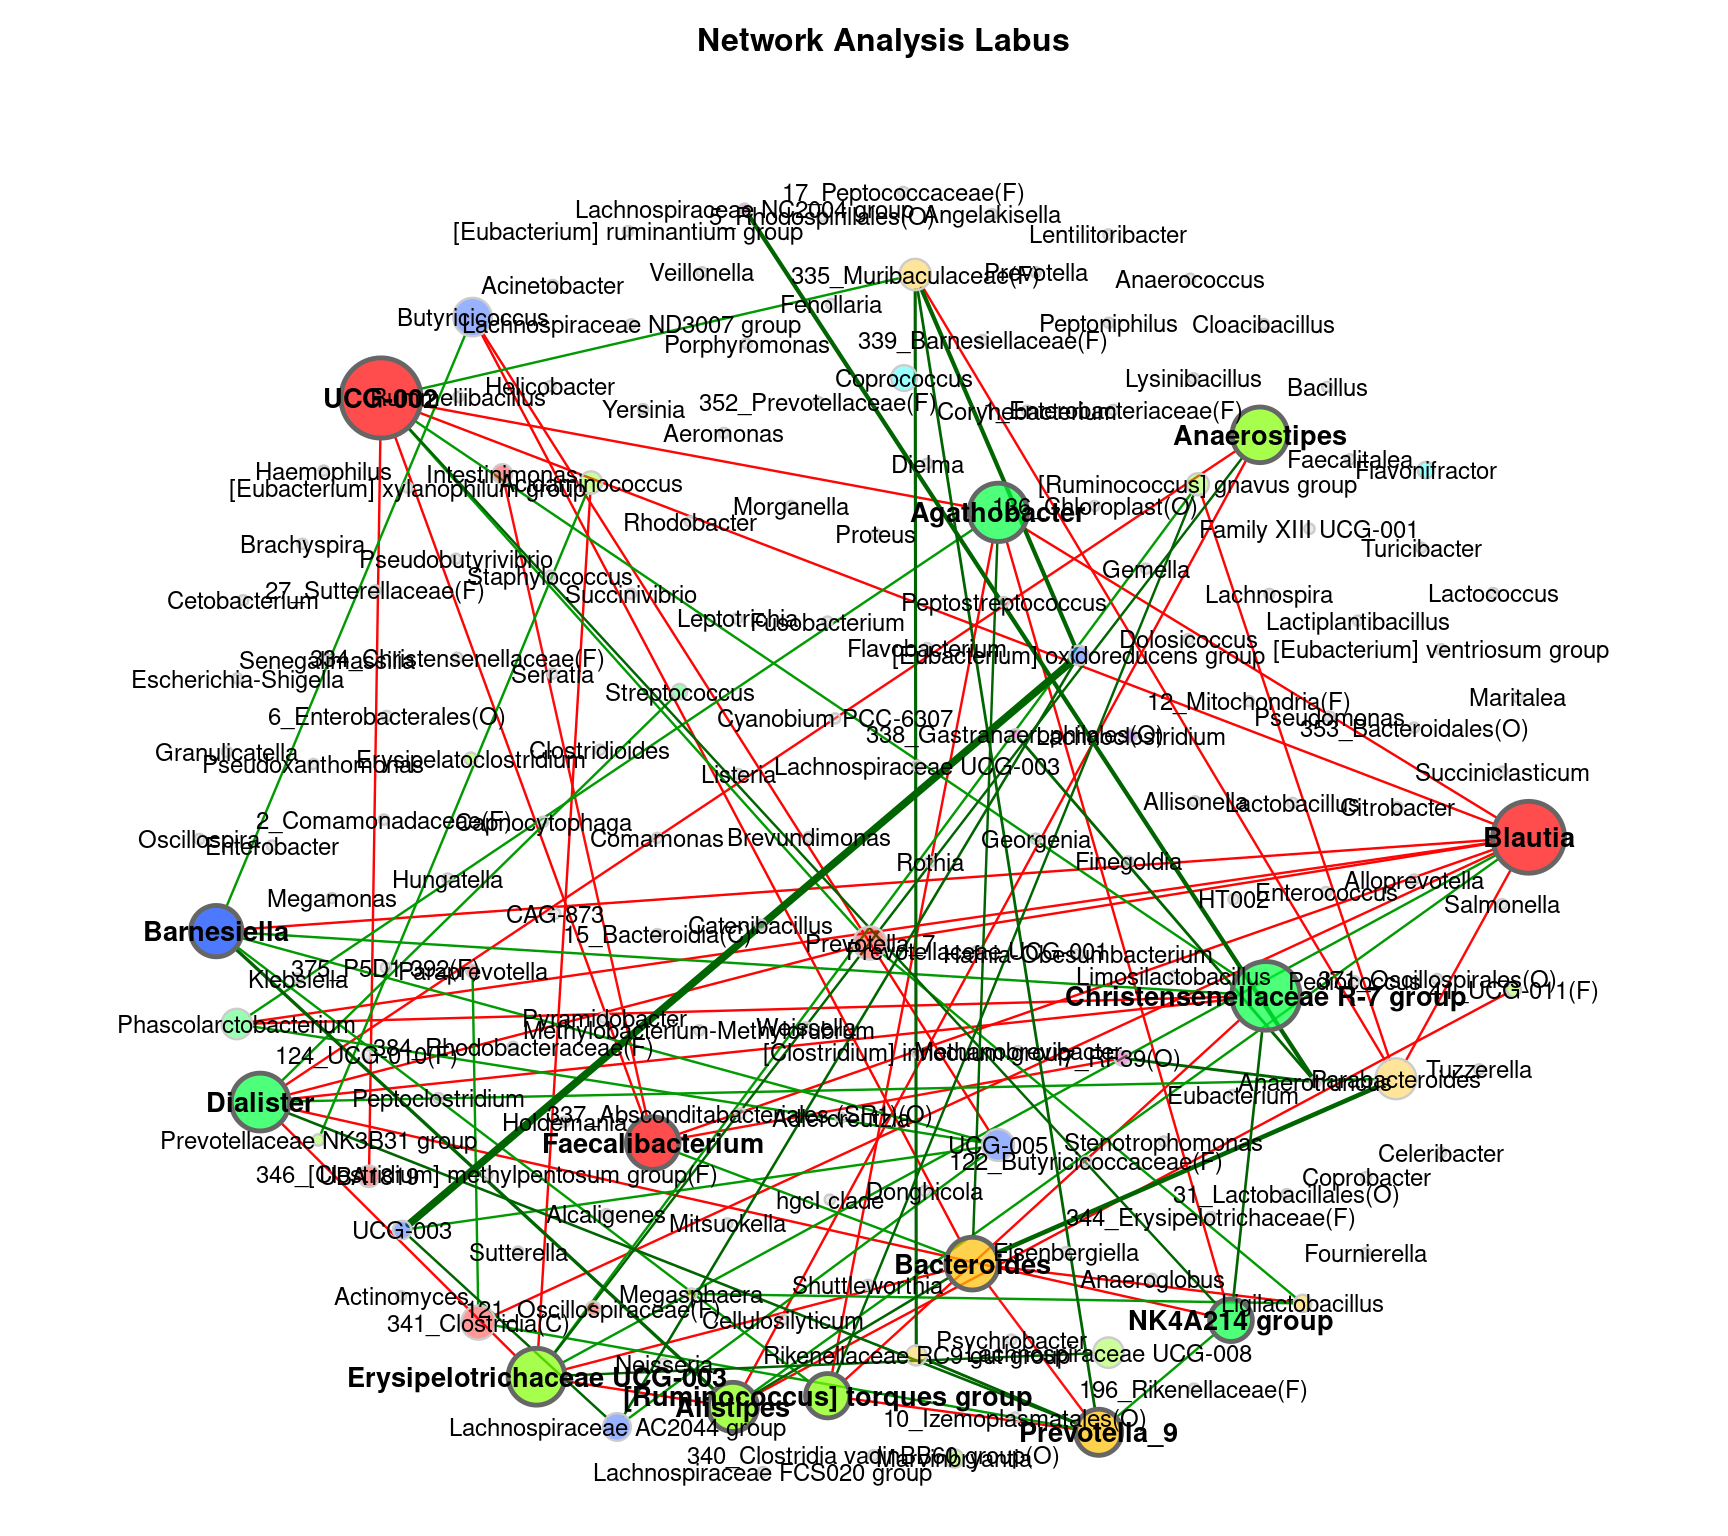 Network Analysis Labus
17_Peptococcaceae(F)
Lachnospiraceae NC2004 group
5_Rhodospirillales(O)
Angelakisella
[Eubacterium] ruminantium group
Lentilitoribacter
Veillonella
335_Muribaculaceae(F)
Prevotella
Anaerococcus
Acinetobacter
Fenollaria
Butyricicoccus
Lachnospiraceae ND3007 group
Peptoniphilus
Cloacibacillus
Porphyromonas
339_Barnesiellaceae(F)
Coprococcus
Lysinibacillus
Bacillus
Helicobacter
UCG-002
Rummeliibacillus
Yersinia
352_Prevotellaceae(F)
Corynebacterium
1_Enterobacteriaceae(F)
Aeromonas
Anaerostipes
Faecalitalea
Flavonifractor
Dielma
Haemophilus
Intestinimonas
[Eubacterium] xylanophilum group
Acidaminococcus
[Ruminococcus] gnavus group
Morganella
Agathobacter
136_Chloroplast(O)
Rhodobacter
Proteus
Family XIII UCG-001
Turicibacter
Brachyspira
Pseudobutyrivibrio
Staphylococcus
Gemella
27_Sutterellaceae(F)
Succinivibrio
Cetobacterium
Peptostreptococcus
Lachnospira
Lactococcus
Leptotrichia
Fusobacterium
Lactiplantibacillus
Flavobacterium
Dolosicoccus
[Eubacterium] oxidoreducens group
[Eubacterium] ventriosum group
Senegalimassilia
334_Christensenellaceae(F)
Serratia
Escherichia-Shigella
Streptococcus
12_Mitochondria(F)
Maritalea
6_Enterobacterales(O)
Cyanobium PCC-6307
Pseudomonas
353_Bacteroidales(O)
338_Gastranaerophilales(O)
Lachnoclostridium
Granulicatella
Pseudoxanthomonas
Erysipelatoclostridium
Clostridioides
Listeria
Lachnospiraceae UCG-003
Succiniclasticum
Allisonella
Lactobacillus
Citrobacter
2_Comamonadaceae(F)
Capnocytophaga
Oscillospira
Enterobacter
Comamonas
Brevundimonas
Georgenia
Blautia
Rothia
Finegoldia
Hungatella
Alloprevotella
Megamonas
HT002
Enterococcus
Salmonella
CAG-873
Catenibacillus
Barnesiella
15_Bacteroidia(C)
Prevotella_7
Prevotellaceae UCG-001
Hafnia-Obesumbacterium
375_P5D1-392(F)
Paraprevotella
Klebsiella
Limosilactobacillus
Pediococcus
371_Oscillospirales(O)
Christensenellaceae R-7 group
UCG-011(F)
Phascolarctobacterium
Pyramidobacter
Methylobacterium-Methylorubrum
Weissella
384_Rhodobacteraceae(F)
124_UCG-010(F)
[Clostridium] innocuum group
Methanobrevibacter
7_RF39(O)
Tuzzerella
Anaerotruncus
Parabacteroides
Dialister
Peptoclostridium
Eubacterium
Holdemania
337_Absconditabacteriales (SR1)(O)
Adlercreutzia
Prevotellaceae NK3B31 group
Faecalibacterium
UCG-005
Stenotrophomonas
Celeribacter
122_Butyricicoccaceae(F)
346_[Clostridium] methylpentosum group(F)
UBA1819
Coprobacter
Donghicola
31_Lactobacillales(O)
hgcI clade
Alcaligenes
Mitsuokella
344_Erysipelotrichaceae(F)
UCG-003
Sutterella
Eisenbergiella
Fournierella
Bacteroides
Shuttleworthia
Anaeroglobus
Actinomyces
Megasphaera
121_Oscillospiraceae(F)
341_Clostridia(C)
Ligilactobacillus
Cellulosilyticum
NK4A214 group
Psychrobacter
Neisseria
Rikenellaceae RC9 gut group
Lachnospiraceae UCG-008
Erysipelotrichaceae UCG-003
196_Rikenellaceae(F)
[Ruminococcus] torques group
Alistipes
10_Izemoplasmatales(O)
Prevotella_9
Lachnospiraceae AC2044 group
340_Clostridia vadinBB60 group(O)
Marvinbryantia
Lachnospiraceae FCS020 group